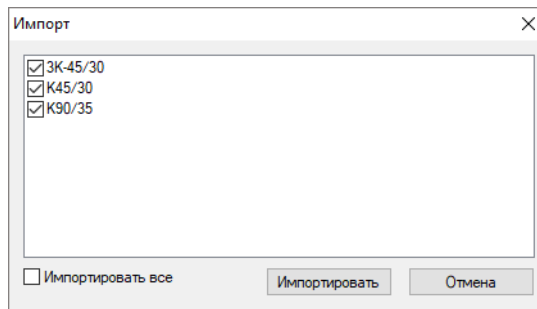 Импорт
ЗК-45/30
К45/30
К90/35
Импортировать все
Импортировать
Отмена